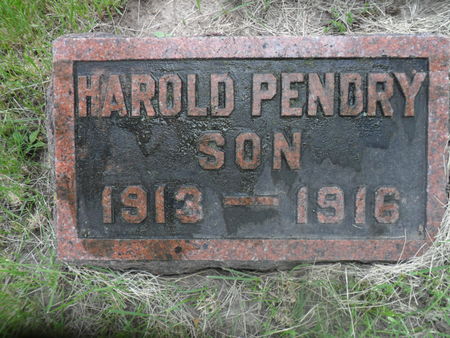 HAROLD PENDRY
SON
1913 — 1916